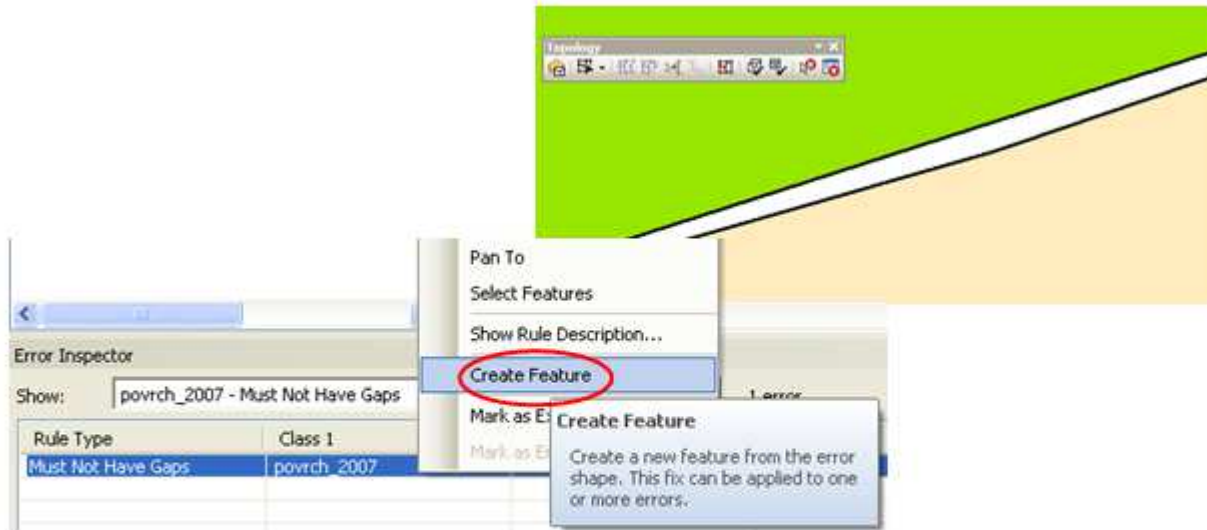 Topology
Pan To
Select Features
Show Rule Description...
Create Feature
Error Inspector
Show: povrch_2007 - Must Not Have Gaps 1 error
Mark as
Create Feature
Rule Type Class 1
Must Not Have Gaps povrch_2007
Mark as
Create a new feature from the error
shape. This fix can be applied to one
or more errors.